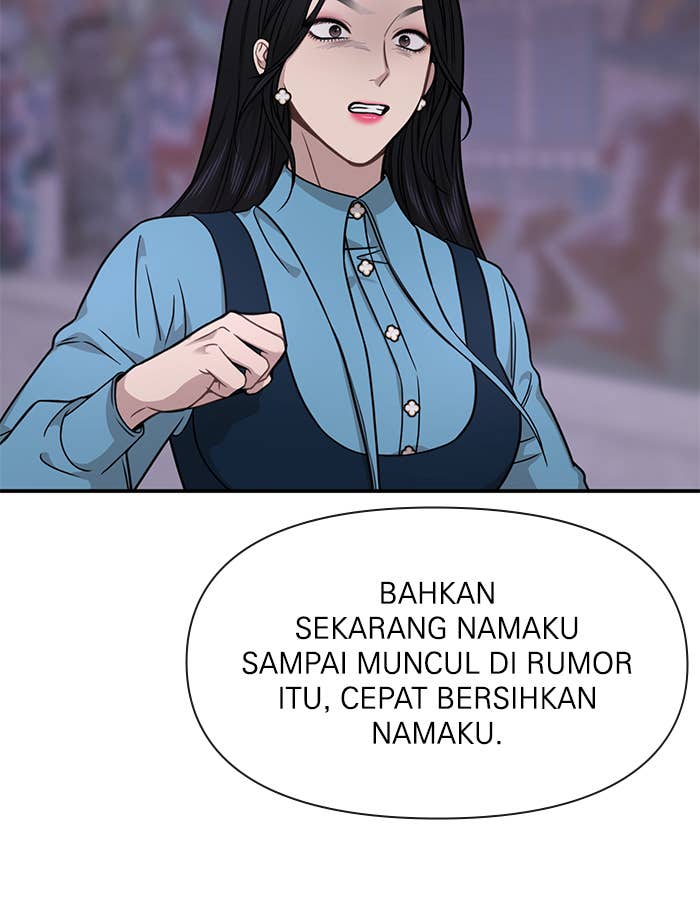 BAHKAN
SEKARANG NAMAKU
SAMPAI MUNCUL DI RUMOR
ITU, CEPAT BERSIHKAN
NAMAKU.